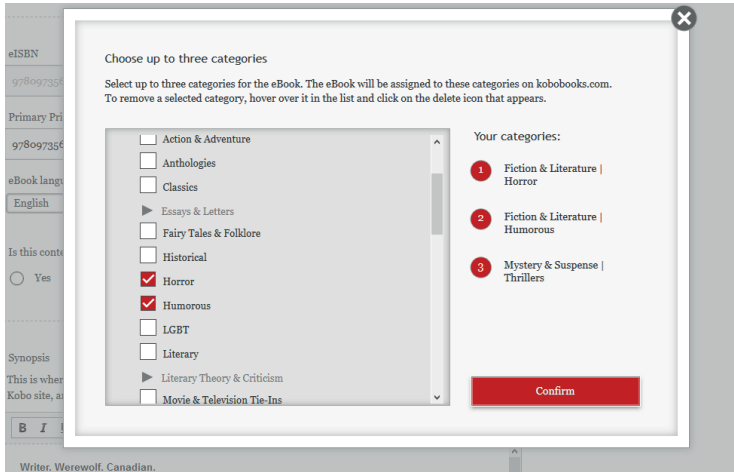 Choose up to three categories
Select up to three categories for the eBook. The eBook will be assigned to these categories on kobobooks.com.
To remove a selected category, hover over it in the list and click on the delete icon that appears.
Action & Adventure
Anthologies
Classics
Essays & Letters
Fairy Tales & Folklore
Historical
Horror
Humorous
LGBT
Literary
Literary Theory & Criticism
Movie & Television Tie-Ins
Your categories:
1 Fiction & Literature |
Horror
2 Fiction & Literature |
Humorous
3 Mystery & Suspense |
Thrillers
Confirm
eISBN
Primary
eBook
English
Is this
Yes
Synopsis
This is
Kobo site,
B I
Writer. Werewolf. Canadian.